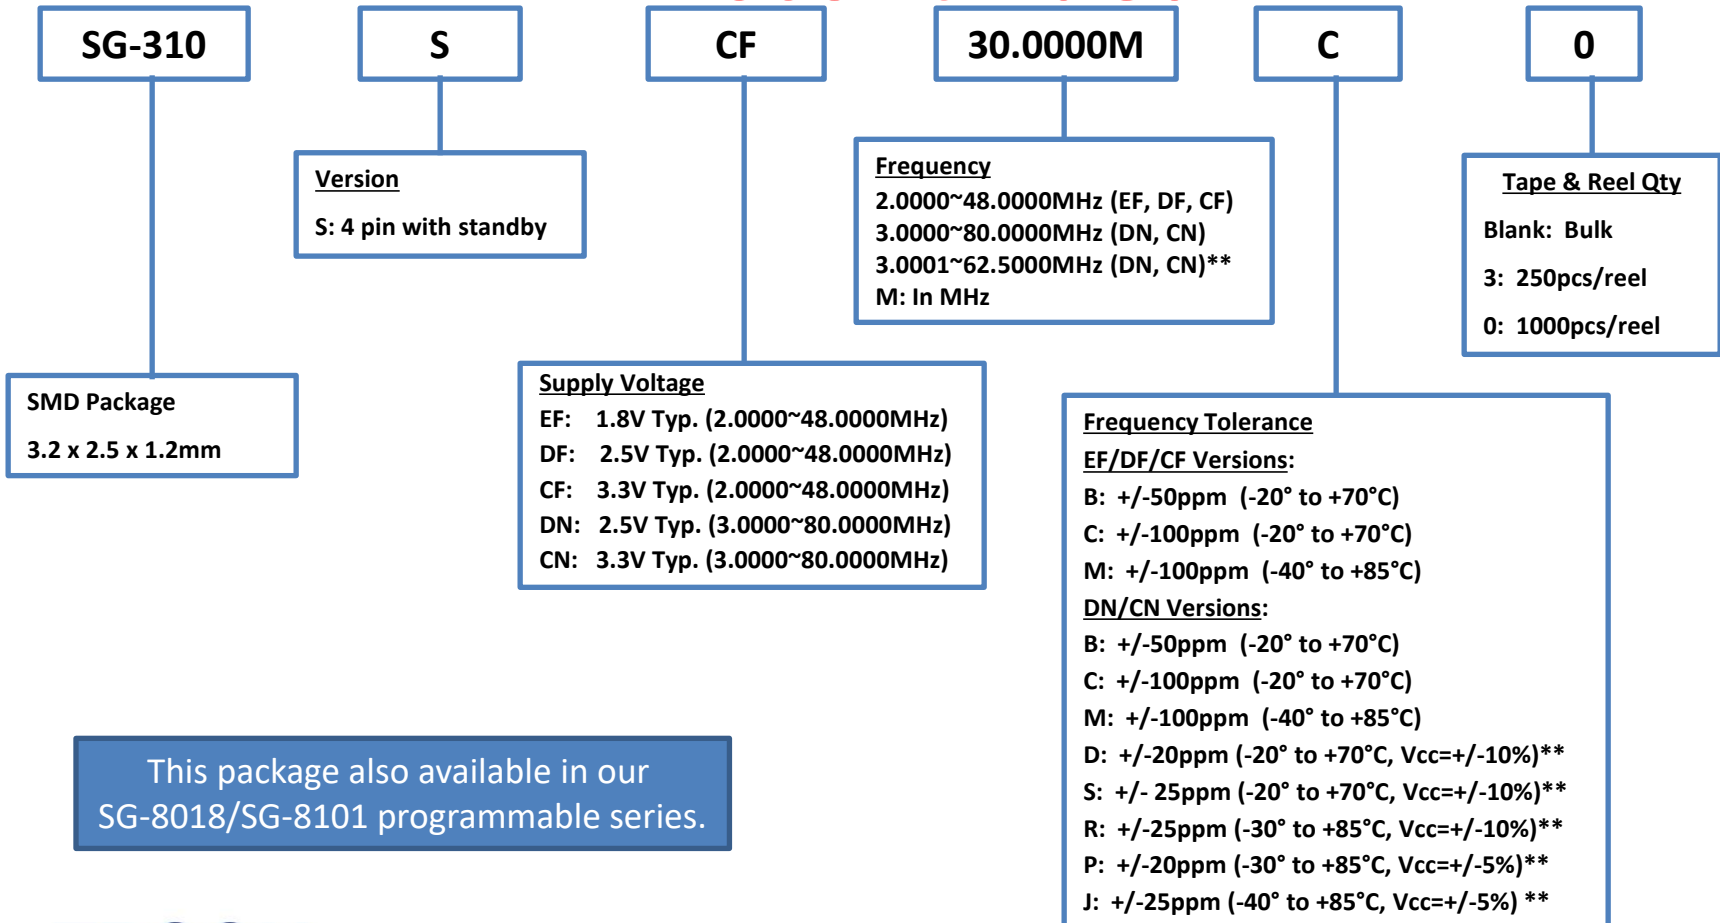 SG-310
S
CF
30.0000M
C
0
Version
S: 4 pin with standby
Frequency
2.0000~48.0000MHz (EF, DF, CF)
3.0000~80.0000MHz (DN, CN)
3.0001~62.5000MHz (DN, CN)**
M: In MHz
Tape & Reel Qty
Blank: Bulk
3: 250pcs/reel
0: 1000pcs/reel
SMD Package
3.2 x 2.5 x 1.2mm
Supply Voltage
EF: 1.8V Typ. (2.0000~48.0000MHz)
DF: 2.5V Typ. (2.0000~48.0000MHz)
CF: 3.3V Typ. (2.0000~48.0000MHz)
DN: 2.5V Typ. (3.0000~80.0000MHz)
CN: 3.3V Typ. (3.0000~80.0000MHz)
Frequency Tolerance
EF/DF/CF Versions:
B: +/-50ppm (-20° to +70°C)
C: +/-100ppm (-20° to +70°C)
M: +/-100ppm (-40° to +85°C)
DN/CN Versions:
B: +/-50ppm (-20° to +70°C)
C: +/-100ppm (-20° to +70°C)
M: +/-100ppm (-40° to +85°C)
D: +/-20ppm (-20° to +70°C, Vcc=+/-10%)**
S: +/- 25ppm (-20° to +70°C, Vcc=+/-10%)**
R: +/-25ppm (-30° to +85°C, Vcc=+/-10%)**
P: +/-20ppm (-30° to +85°C, Vcc=+/-5%)**
J: +/-25ppm (-40° to +85°C, Vcc=+/-5%) **
This package also available in our
SG-8018/SG-8101 programmable series.